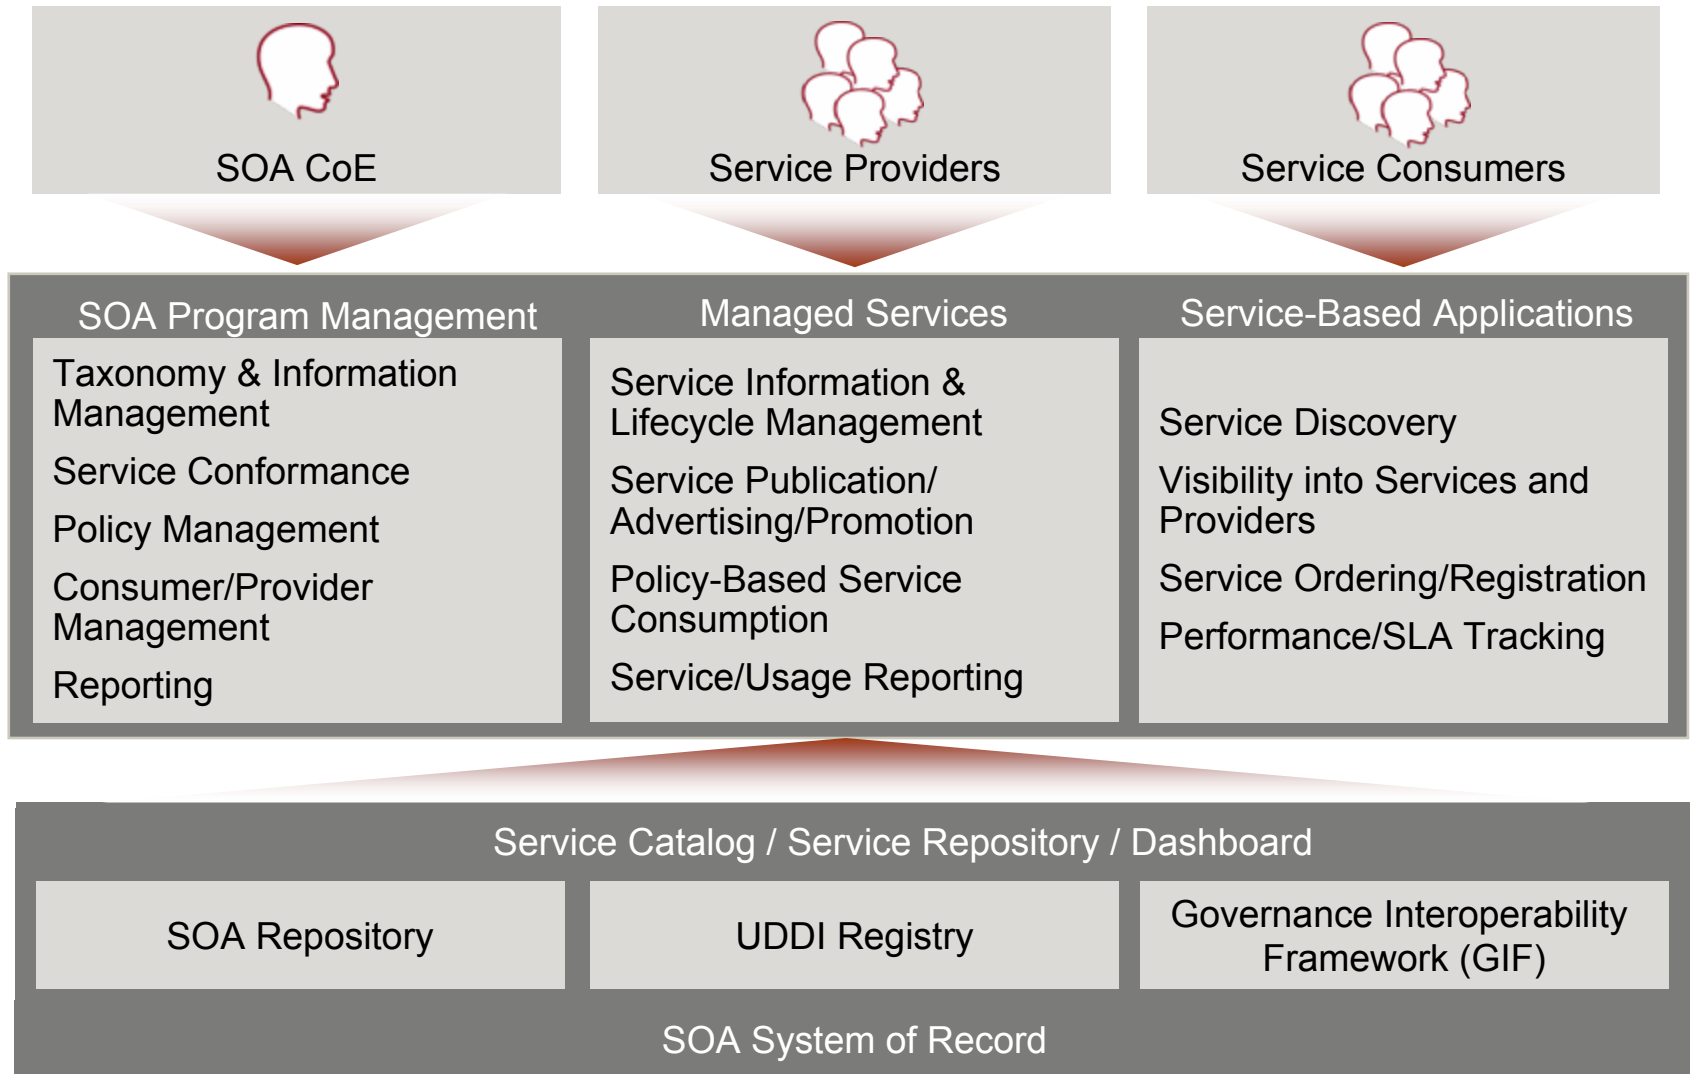 SOA CoE
Service Providers
Service Consumers
SOA Program Management
Taxonomy & Information
Management
Service Conformance
Policy Management
Consumer/Provider
Management
Reporting
Managed Services
Service Information &
Lifecycle Management
Service Publication/
Advertising/Promotion
Policy-Based Service
Consumption
Service/Usage Reporting
Service-Based Applications
Service Discovery
Visibility into Services and
Providers
Service Ordering/Registration
Performance/SLA Tracking
Service Catalog / Service Repository / Dashboard
SOA Repository
UDDI Registry
Governance Interoperability
Framework (GIF)
SOA System of Record